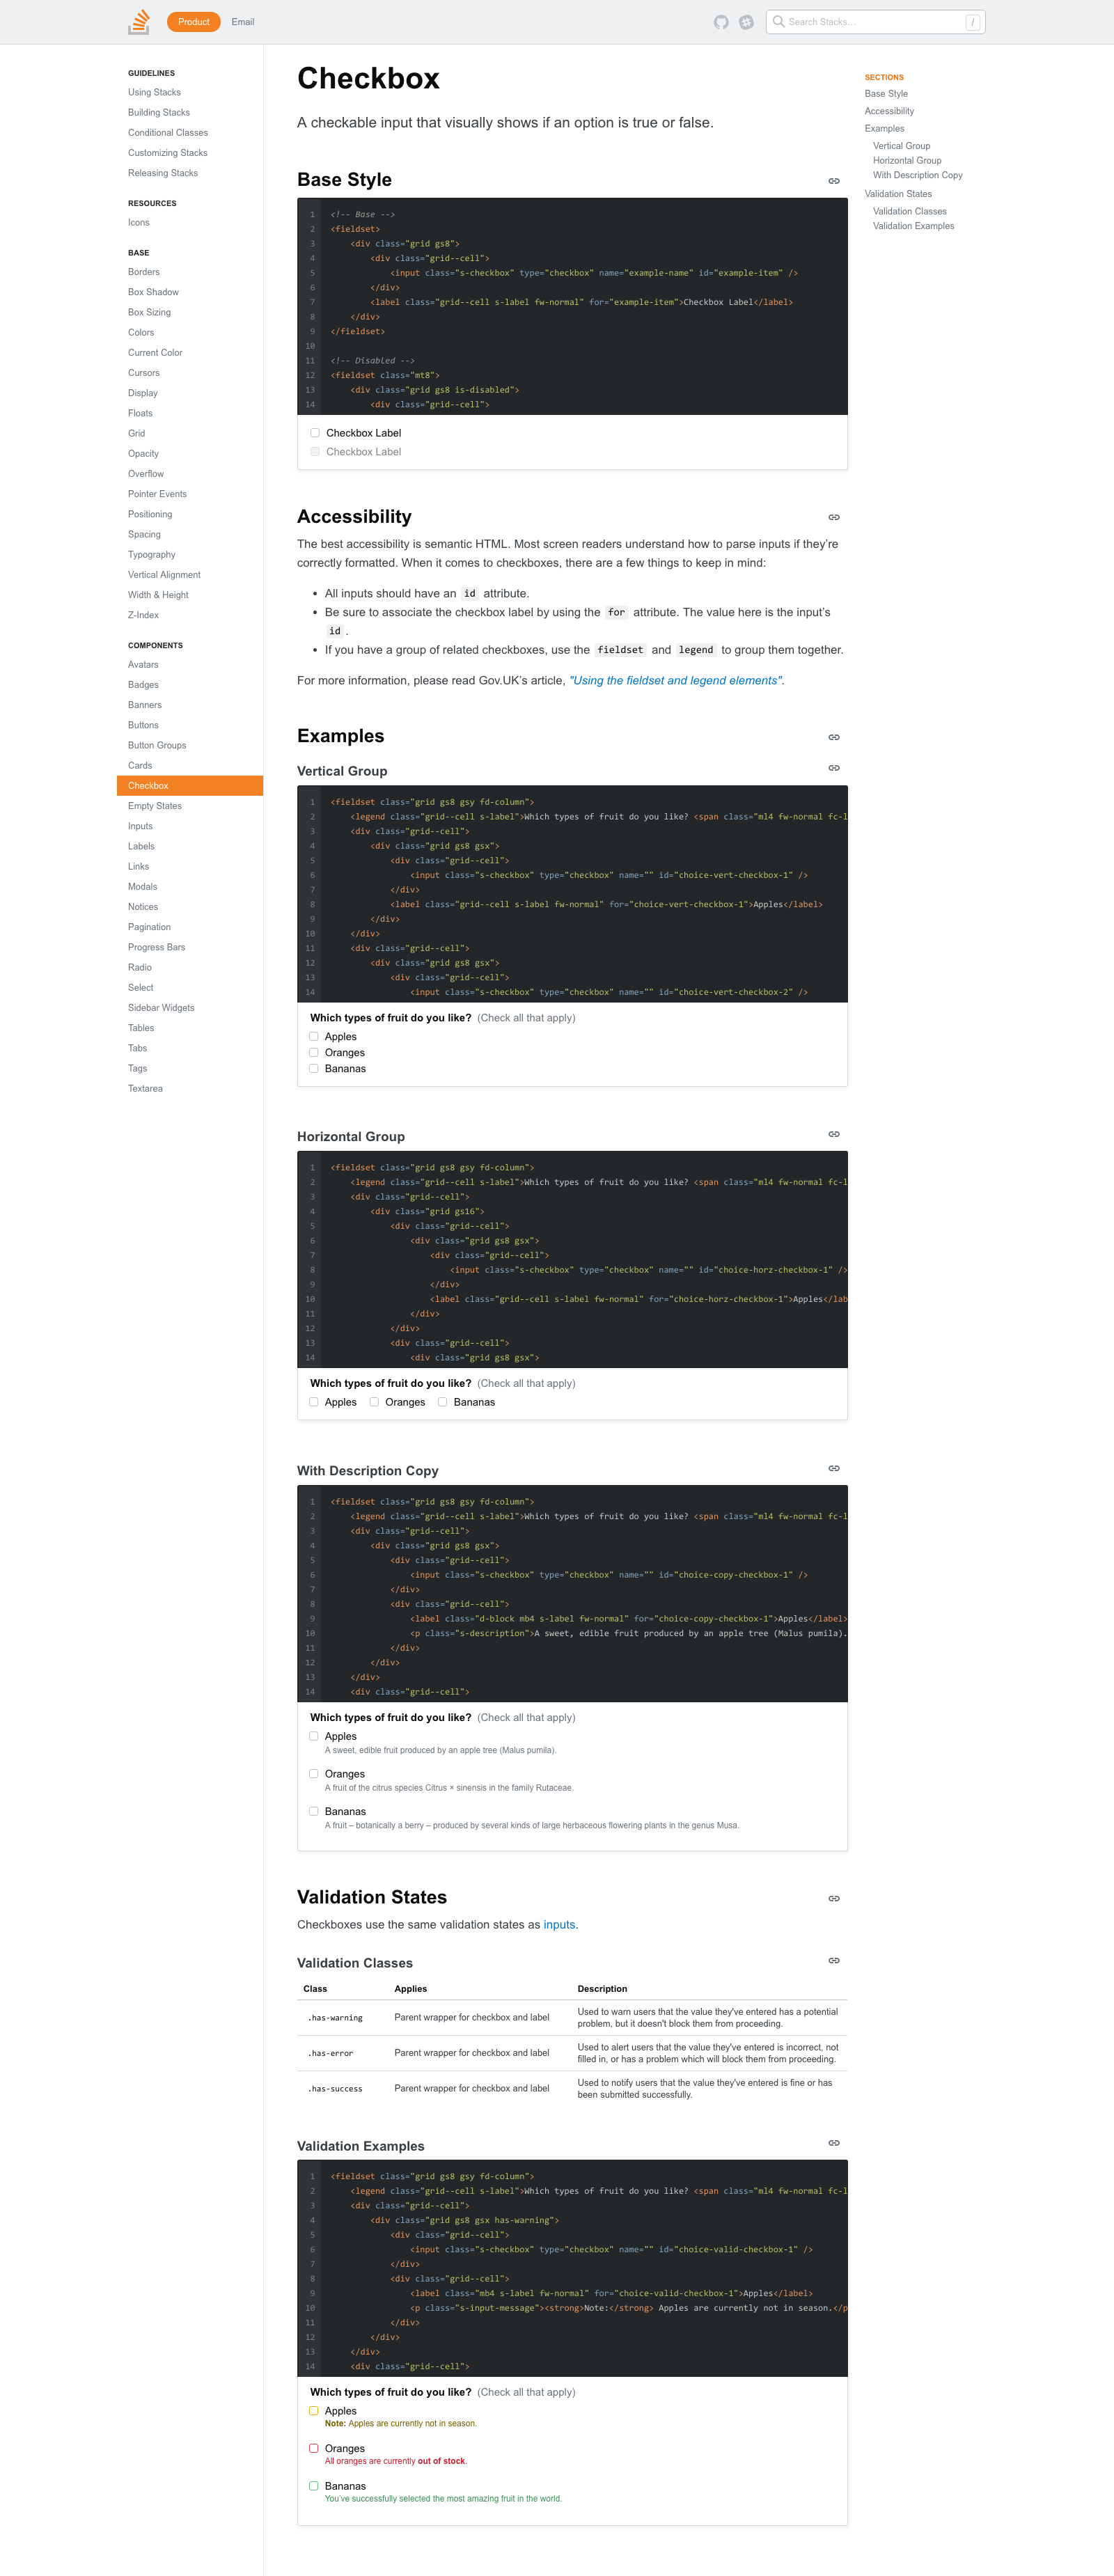 Product
Email
Search Stacks…
/
GUIDELINES
Using Stacks
Building Stacks
Conditional Classes
Customizing Stacks
Releasing Stacks
RESOURCES
Icons
BASE
Borders
Box Shadow
Box Sizing
Colors
Current Color
Cursors
Display
Floats
Grid
Opacity
Overflow
Pointer Events
Positioning
Spacing
Typography
Vertical Alignment
Width & Height
Z-Index
COMPONENTS
Avatars
Badges
Banners
Buttons
Button Groups
Cards
Checkbox
Empty States
Inputs
Labels
Links
Modals
Notices
Pagination
Progress Bars
Radio
Select
Sidebar Widgets
Tables
Tabs
Tags
Textarea
Checkbox
A checkable input that visually shows if an option is true or false.
Base Style
1 <!-- Base -->
2 <fieldset>
3 <div class="grid gs8">
4 <div class="grid--cell">
5 <input class="s-checkbox" type="checkbox" name="example-name" id="example-item" />
6 </div>
7 <label class="grid--cell s-label fw-normal" for="example-item">Checkbox Label</label>
8 </div>
9 </fieldset>
10
11 <!-- Disabled -->
12 <fieldset class="mt8">
13 <div class="grid gs8 is-disabled">
14 <div class="grid--cell">
Checkbox Label
Checkbox Label
Accessibility
The best accessibility is semantic HTML. Most screen readers understand how to parse inputs if they’re
correctly formatted. When it comes to checkboxes, there are a few things to keep in mind:
• All inputs should have an id attribute.
• Be sure to associate the checkbox label by using the for attribute. The value here is the input’s
id .
• If you have a group of related checkboxes, use the fieldset and legend to group them together.
For more information, please read Gov.UK’s article, "Using the fieldset and legend elements".
Examples
Vertical Group
1 <fieldset class="grid gs8 gsy fd-column">
2 <legend class="grid--cell s-label">Which types of fruit do you like? <span class="ml4 fw-normal fc-l
3 <div class="grid--cell">
4 <div class="grid gs8 gsx">
5 <div class="grid--cell">
6 <input class="s-checkbox" type="checkbox" name="" id="choice-vert-checkbox-1" />
7 </div>
8 <label class="grid--cell s-label fw-normal" for="choice-vert-checkbox-1">Apples</label>
9 </div>
10 </div>
11 <div class="grid--cell">
12 <div class="grid gs8 gsx">
13 <div class="grid--cell">
14 <input class="s-checkbox" type="checkbox" name="" id="choice-vert-checkbox-2" />
Which types of fruit do you like? (Check all that apply)
Apples
Oranges
Bananas
Horizontal Group
1 <fieldset class="grid gs8 gsy fd-column">
2 <legend class="grid--cell s-label">Which types of fruit do you like? <span class="ml4 fw-normal fc-l
3 <div class="grid--cell">
4 <div class="grid gs16">
5 <div class="grid--cell">
6 <div class="grid gs8 gsx">
7 <div class="grid--cell">
8 <input class="s-checkbox" type="checkbox" name="" id="choice-horz-checkbox-1" />
9 </div>
10 <label class="grid--cell s-label fw-normal" for="choice-horz-checkbox-1">Apples</lab
11 </div>
12 </div>
13 <div class="grid--cell">
14 <div class="grid gs8 gsx">
Which types of fruit do you like? (Check all that apply)
Apples Oranges Bananas
With Description Copy
1 <fieldset class="grid gs8 gsy fd-column">
2 <legend class="grid--cell s-label">Which types of fruit do you like? <span class="ml4 fw-normal fc-l
3 <div class="grid--cell">
4 <div class="grid gs8 gsx">
5 <div class="grid--cell">
6 <input class="s-checkbox" type="checkbox" name="" id="choice-copy-checkbox-1" />
7 </div>
8 <div class="grid--cell">
9 <label class="d-block mb4 s-label fw-normal" for="choice-copy-checkbox-1">Apples</label>
10 <p class="s-description">A sweet, edible fruit produced by an apple tree (Malus pumila).
11 </div>
12 </div>
13 </div>
14 <div class="grid--cell">
Which types of fruit do you like? (Check all that apply)
Apples
A sweet, edible fruit produced by an apple tree (Malus pumila).
Oranges
A fruit of the citrus species Citrus × sinensis in the family Rutaceae.
Bananas
A fruit – botanically a berry – produced by several kinds of large herbaceous flowering plants in the genus Musa.
Validation States
Checkboxes use the same validation states as inputs.
Validation Classes
Class Applies Description
.has-warning Parent wrapper for checkbox and label Used to warn users that the value they've entered has a potential
problem, but it doesn't block them from proceeding.
.has-error Parent wrapper for checkbox and label Used to alert users that the value they've entered is incorrect, not
filled in, or has a problem which will block them from proceeding.
.has-success Parent wrapper for checkbox and label Used to notify users that the value they've entered is fine or has
been submitted successfully.
Validation Examples
1 <fieldset class="grid gs8 gsy fd-column">
2 <legend class="grid--cell s-label">Which types of fruit do you like? <span class="ml4 fw-normal fc-l
3 <div class="grid--cell">
4 <div class="grid gs8 gsx has-warning">
5 <div class="grid--cell">
6 <input class="s-checkbox" type="checkbox" name="" id="choice-valid-checkbox-1" />
7 </div>
8 <div class="grid--cell">
9 <label class="mb4 s-label fw-normal" for="choice-valid-checkbox-1">Apples</label>
10 <p class="s-input-message"><strong>Note:</strong> Apples are currently not in season.</p
11 </div>
12 </div>
13 </div>
14 <div class="grid--cell">
Which types of fruit do you like? (Check all that apply)
Apples
Note: Apples are currently not in season.
Oranges
All oranges are currently out of stock.
Bananas
You’ve successfully selected the most amazing fruit in the world.
SECTIONS
Base Style
Accessibility
Examples
Vertical Group
Horizontal Group
With Description Copy
Validation States
Validation Classes
Validation Examples